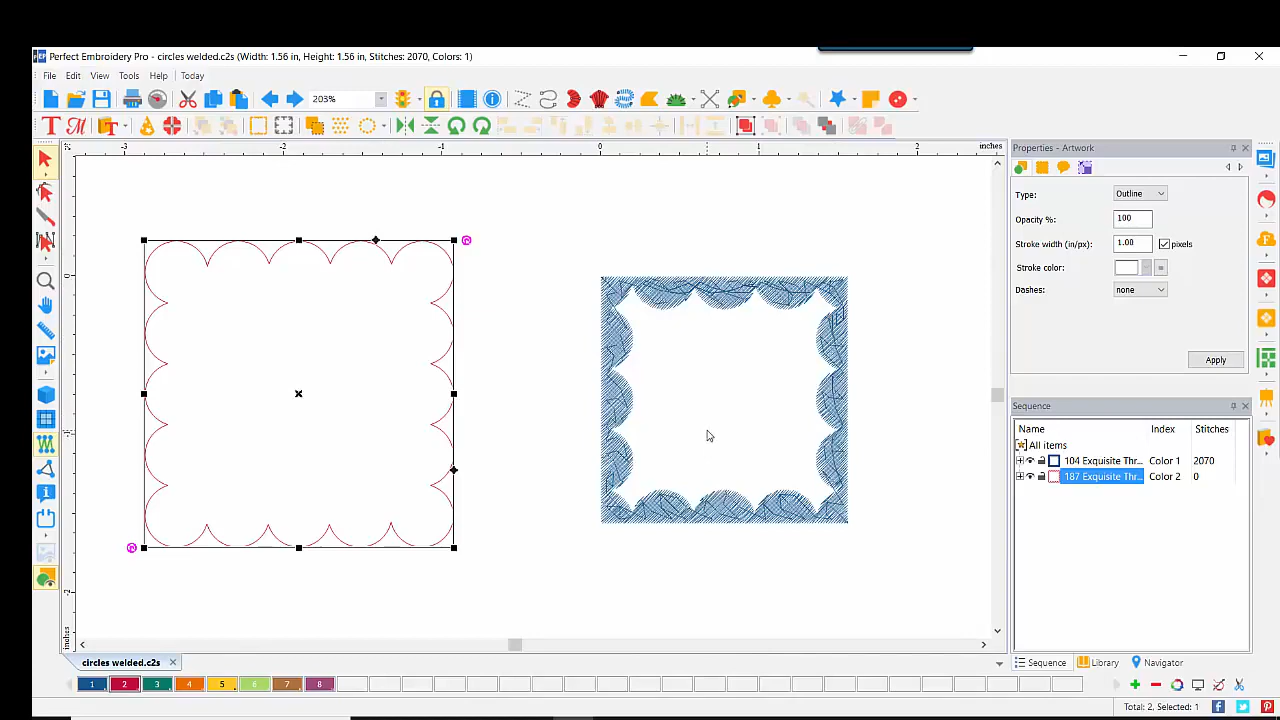 Perfect Embroidery Pro - circles welded.c2s (Width: 1.56 in, Height: 1.56 in, Stitches: 2070, Colors: 1)
File Edit View Tools Help Today
203%
-3 -2 -1 0 1 2 inches
Properties - Artwork
Type: Outline
Opacity %: 100
Stroke width (in/px): 1.00 pixels
Stroke color:
Dashes: none
Apply
Sequence
Name Index Stitches
All items
104 Exquisite Thr... Color 1 2070
187 Exquisite Thr... Color 2 0
0
-1
-2
inches
circles welded.c2s
Sequence Library Navigator
1 2 3 4 5 6 7 8
Total: 2, Selected: 1